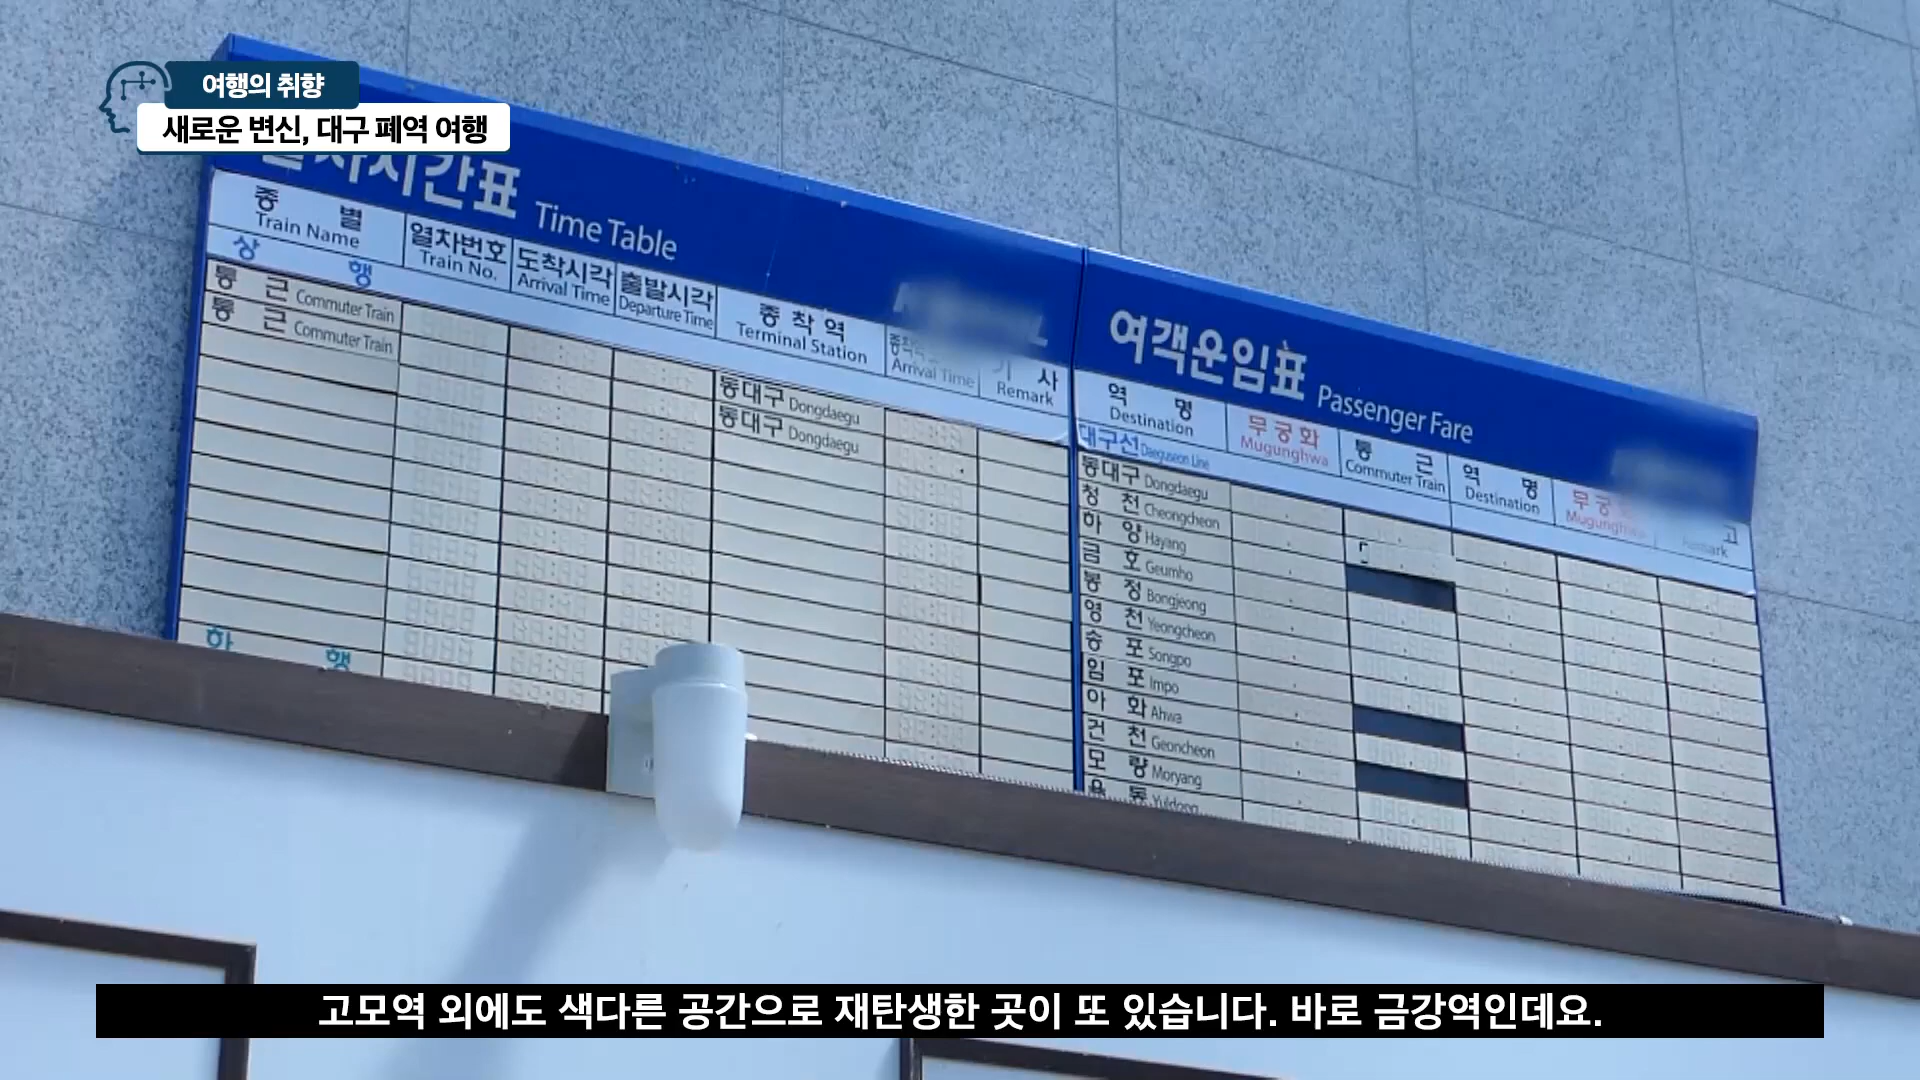 여행의 취향
새로운 변신, 대구 폐역 여행
시간표 Time Table
종 별 Train Name
열차번호 Train No.
도착시각 Arrival Time
출발시각 Departure Time
종착역 Terminal Station
Arrival Time
기 사 Remark
상 행
통 근 Commuter Train
동대구 Dongdaegu
통 근 Commuter Train
동대구 Dongdaegu
하 행
여객운임표 Passenger Fare
역 명 Destination
무궁화 Mugunghwa
통 근 Commuter Train
역 명 Destination
무궁
대구선 Daeguseon Line
동대구 Dongdaegu
청 천 Cheongcheon
하 양 Hayang
금 호 Geumho
봉 정 Bongjeong
영 천 Yeongcheon
송 포 Songpo
임 포 Impo
아 화 Ahwa
건 천 Geoncheon
모 량 Moryang
고모역 외에도 색다른 공간으로 재탄생한 곳이 또 있습니다. 바로 금강역인데요.